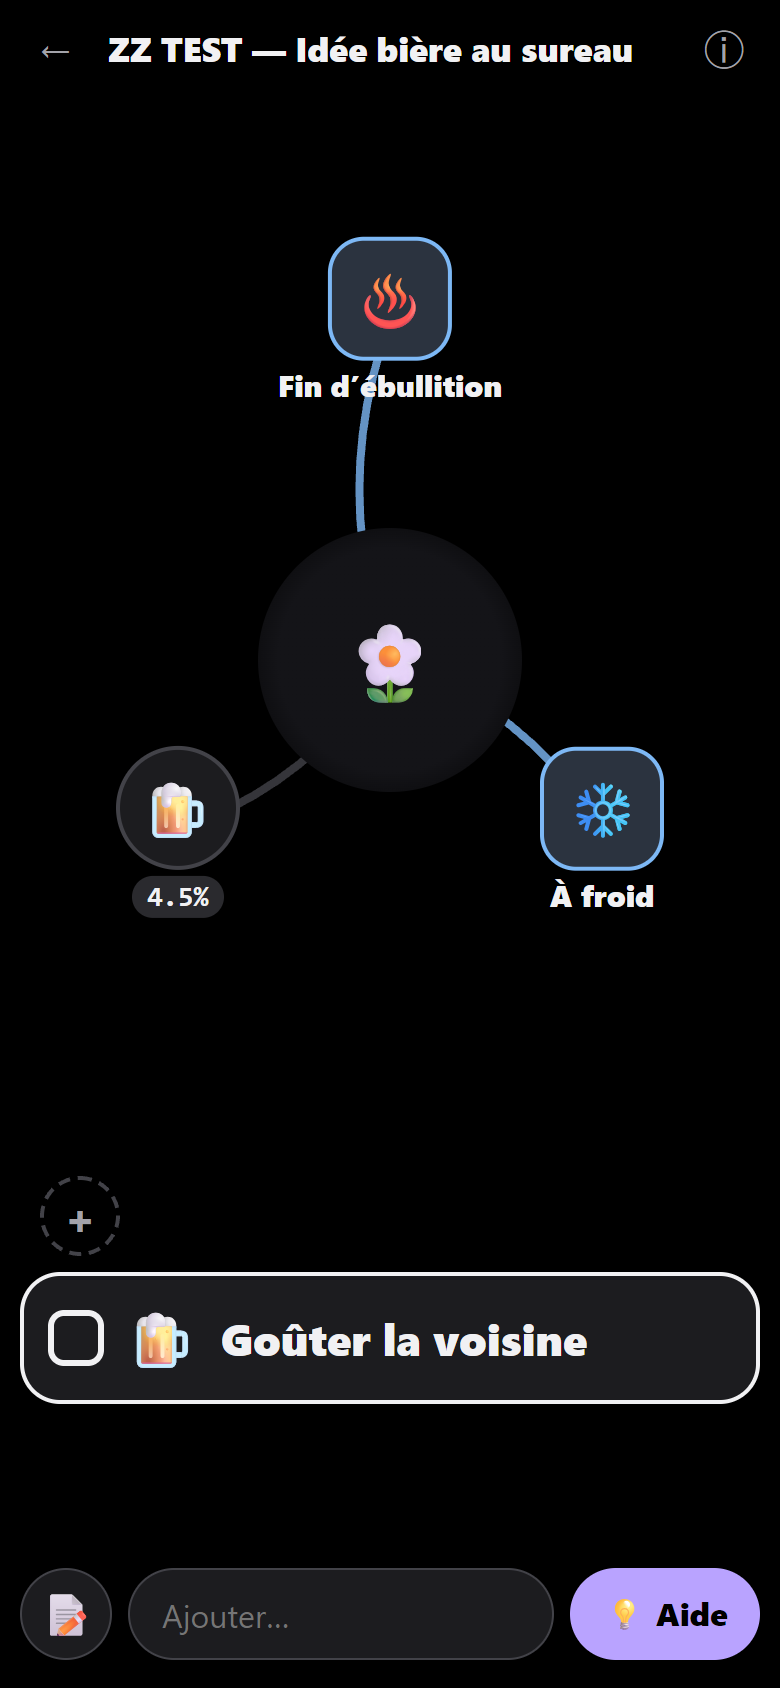 ← ZZ TEST — Idée bière au sureau ⓘ
Fin d’ébullition
4.5%
À froid
+
Goûter la voisine
Ajouter…
Aide